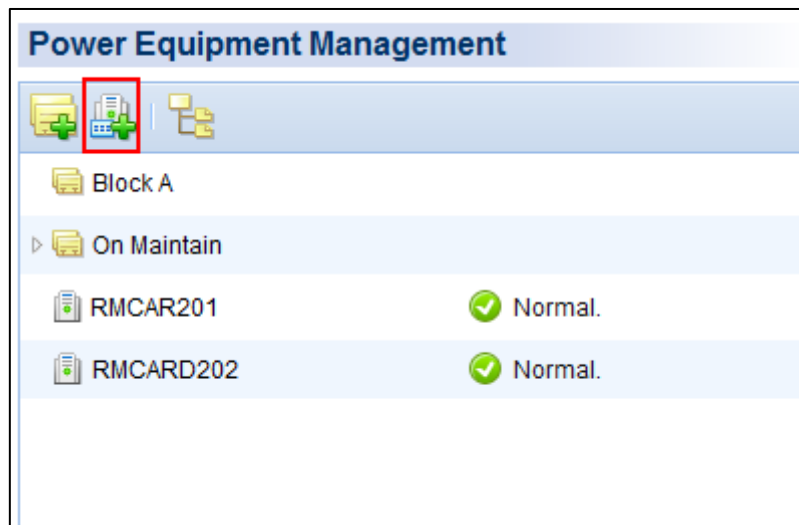 Power Equipment Management
Block A
On Maintain
RMCAR201 Normal.
RMCARD202 Normal.